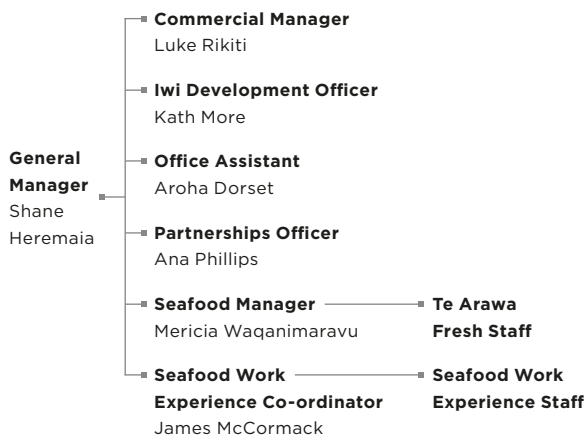 General
Manager
Shane
Heremaia
Commercial Manager
Luke Rikiti
Iwi Development Officer
Kath More
Office Assistant
Aroha Dorset
Partnerships Officer
Ana Phillips
Seafood Manager
Mericia Waqanimaravu
Te Arawa
Fresh Staff
Seafood Work
Experience Co-ordinator
James McCormack
Seafood Work
Experience Staff